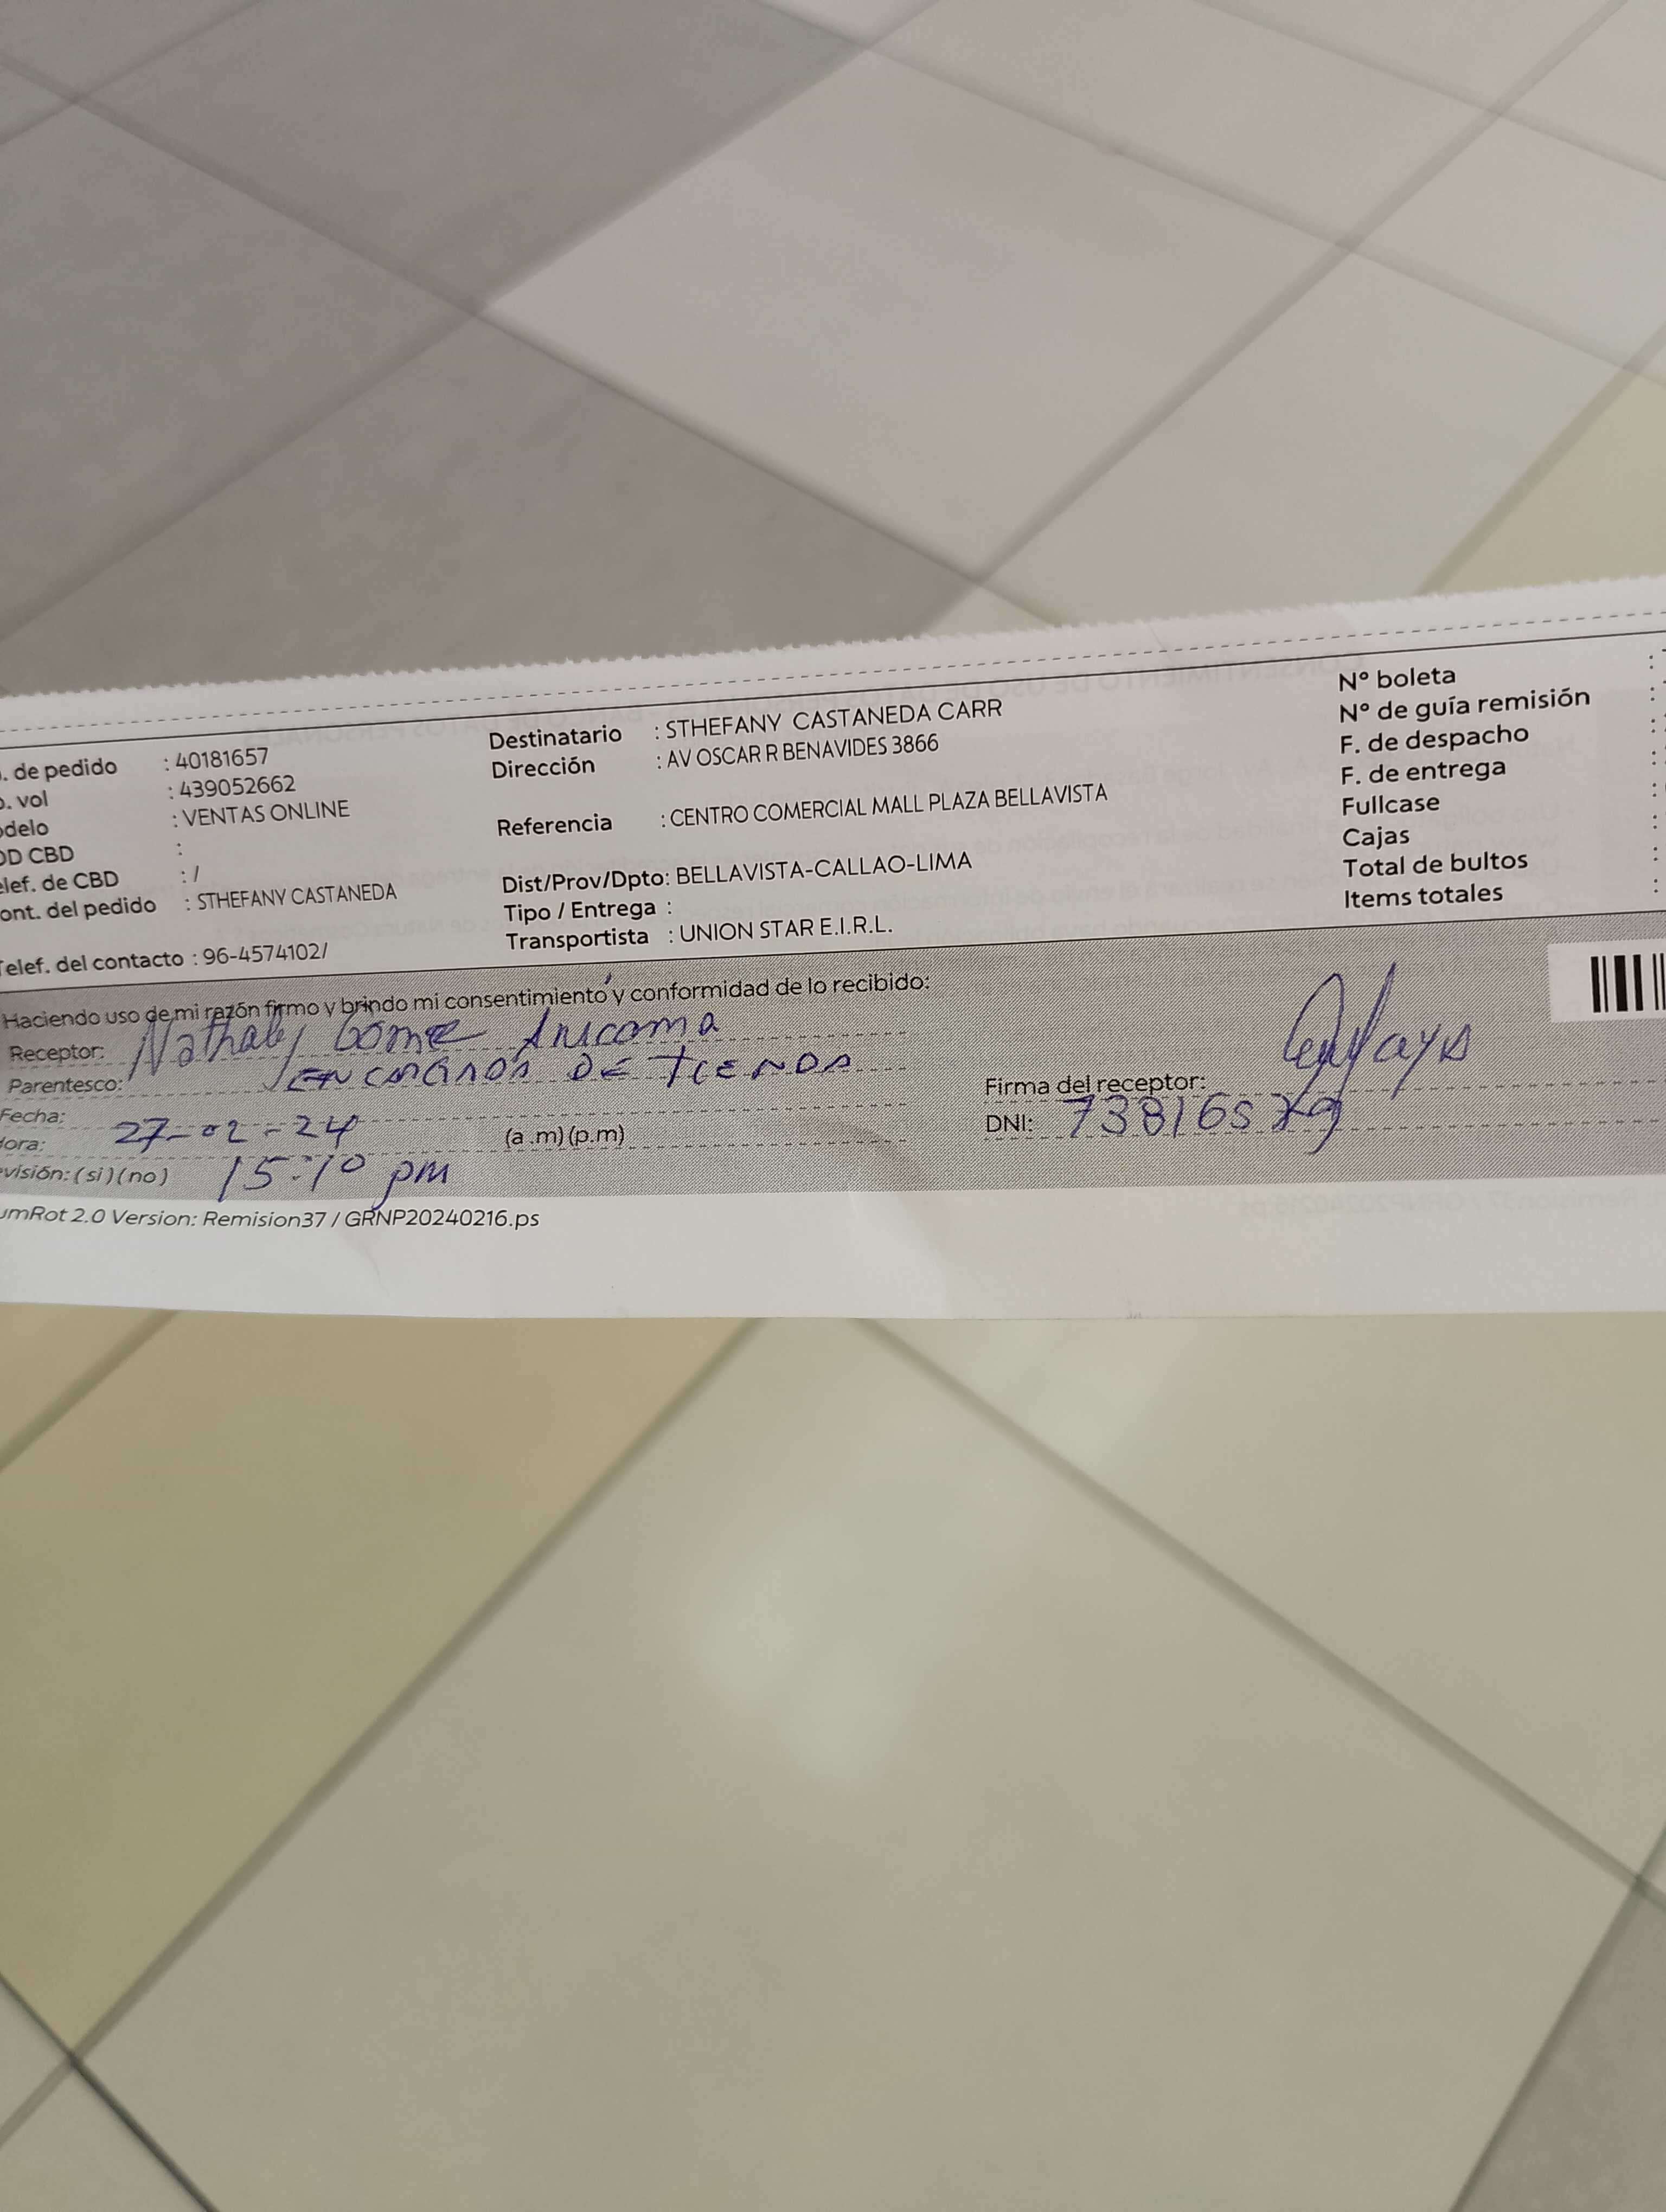 . de pedido : 40181657
o. vol : 439052662
odelo : VENTAS ONLINE
OD CBD :
elef. de CBD : /
ont. del pedido : STHEFANY CASTANEDA
Telef. del contacto : 96-4574102/
Destinatario : STHEFANY CASTANEDA CARR
Dirección : AV OSCAR R BENAVIDES 3866
Referencia : CENTRO COMERCIAL MALL PLAZA BELLAVISTA
Dist/Prov/Dpto: BELLAVISTA-CALLAO-LIMA
Tipo / Entrega :
Transportista : UNION STAR E.I.R.L.
N° boleta :
N° de guía remisión :
F. de despacho :
F. de entrega :
Fullcase :
Cajas :
Total de bultos :
Items totales :
Haciendo uso de mi razón firmo y brindo mi consentimiento y conformidad de lo recibido:
Receptor: Nathaly
Parentesco: ENCARGADA DE TIENDA
Fecha: 27-02-24
Hora: 15:10 pm (a.m)(p.m)
visión: (si)(no)
Firma del receptor:
DNI: 738165
umRot 2.0 Version: Remision37 / GRNP20240216.ps